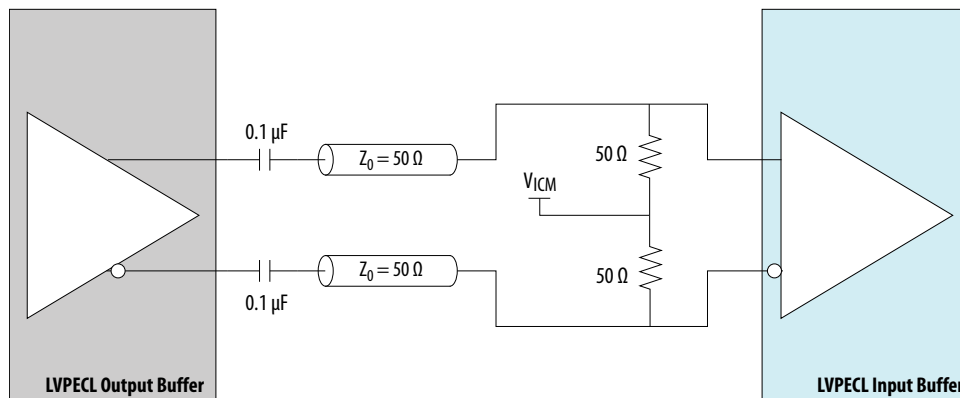 0.1 µF
Z0 = 50 Ω
50 Ω
VICM
Z0 = 50 Ω
50 Ω
0.1 µF
LVPECL Output Buffer
LVPECL Input Buffer